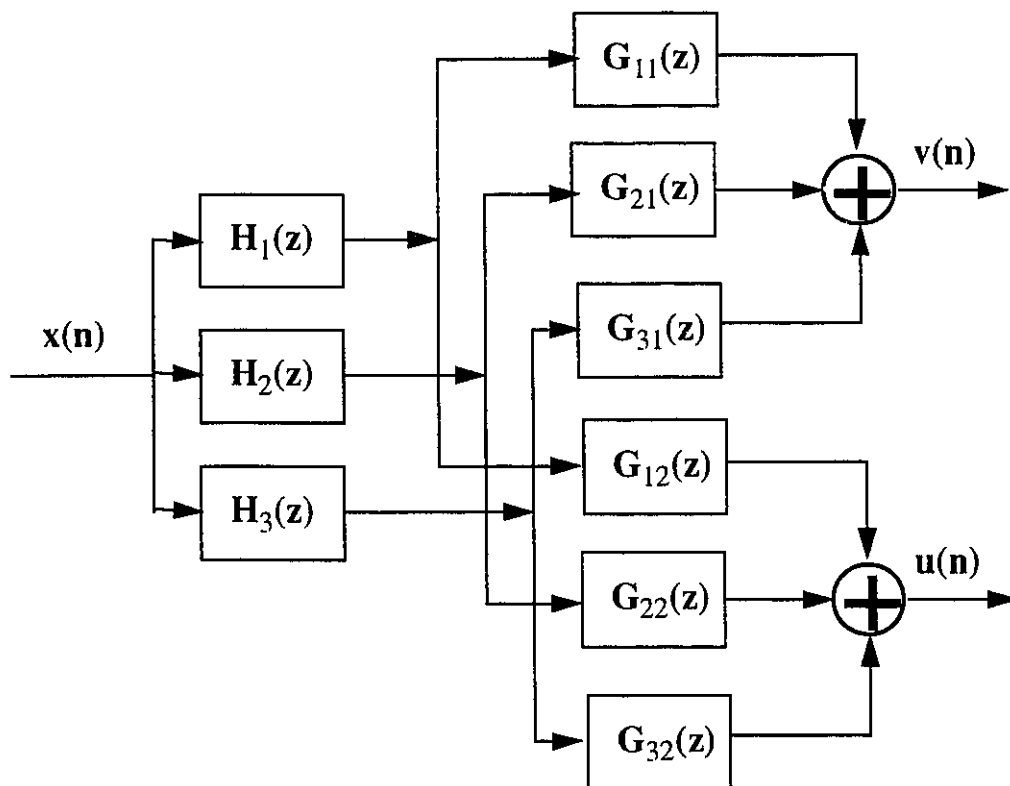 G₁₁(z)
v(n)
G₂₁(z)
H₁(z)
G₃₁(z)
x(n)
H₂(z)
G₁₂(z)
H₃(z)
u(n)
G₂₂(z)
G₃₂(z)